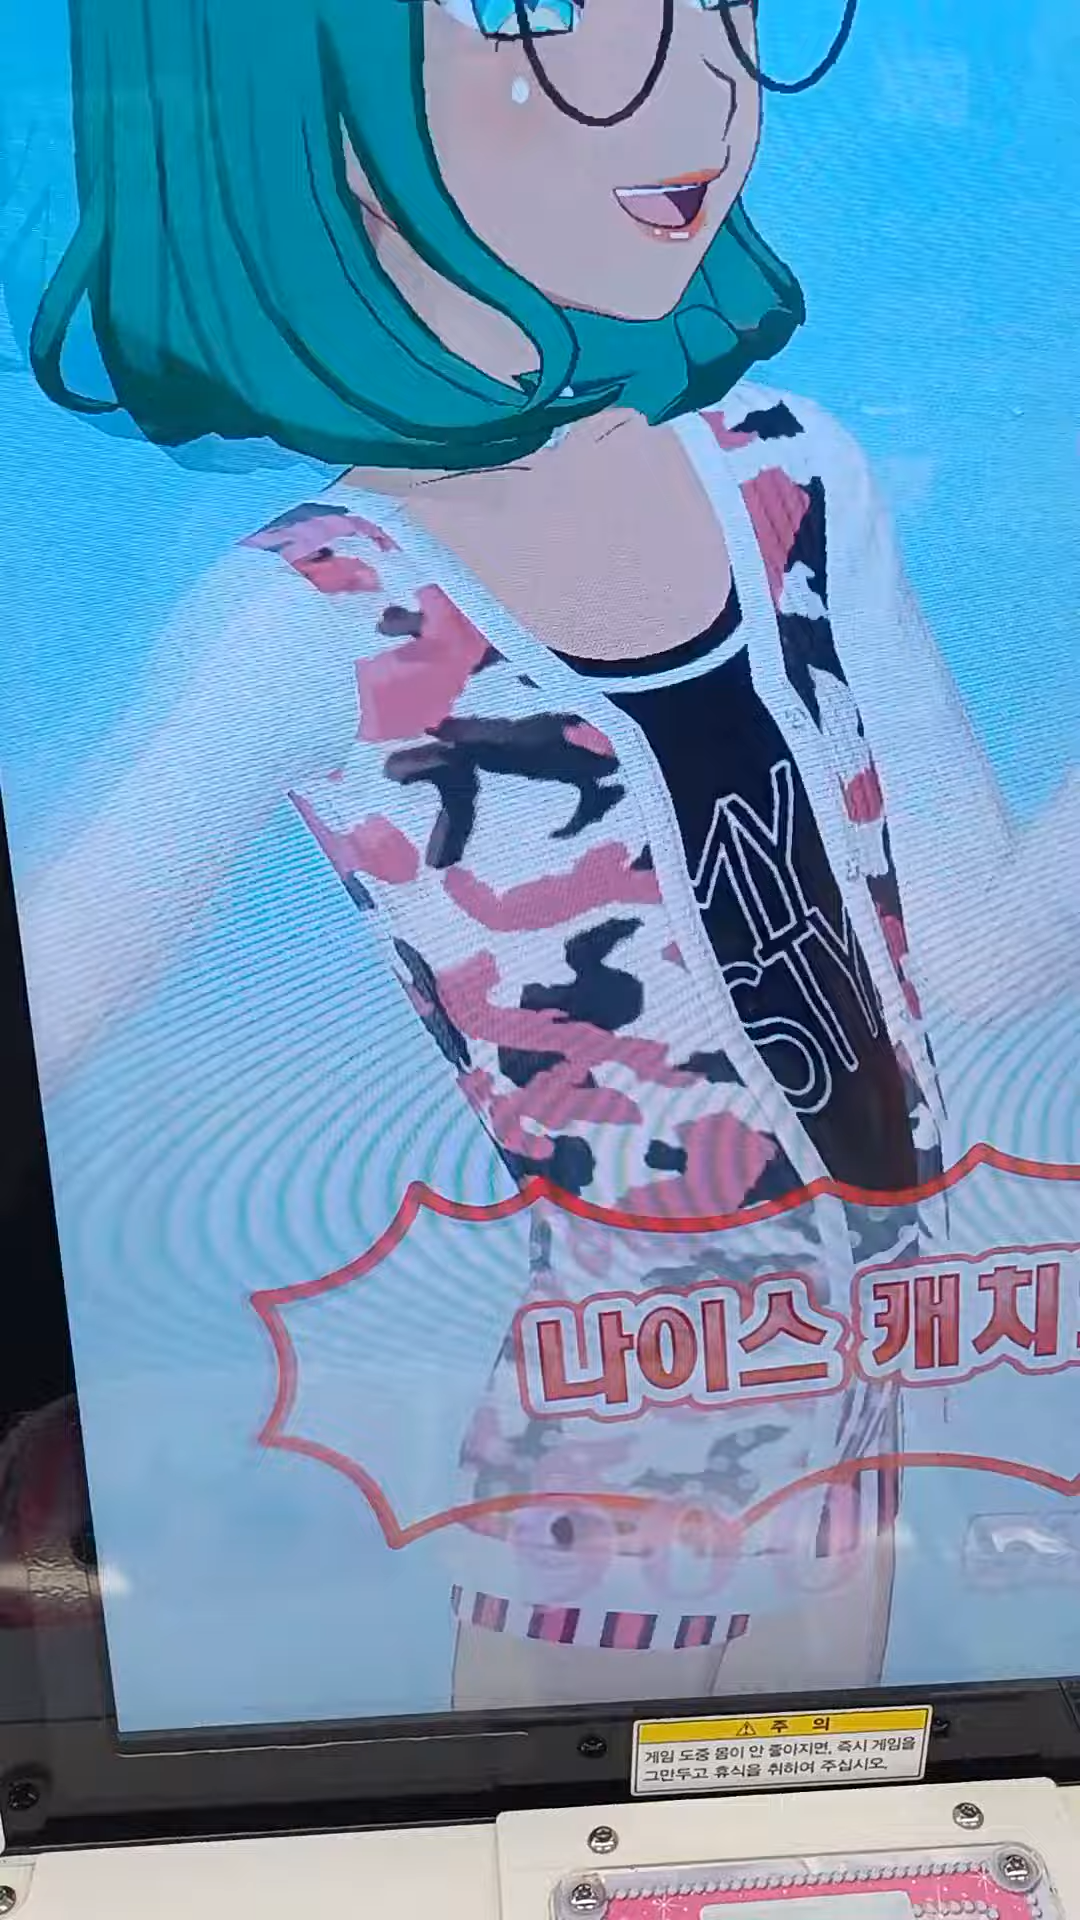 MY
나이스 캐치
⚠ 주 의
게임 도중 몸이 안 좋아지면, 즉시 게임을
그만두고 휴식을 취하여 주십시오.